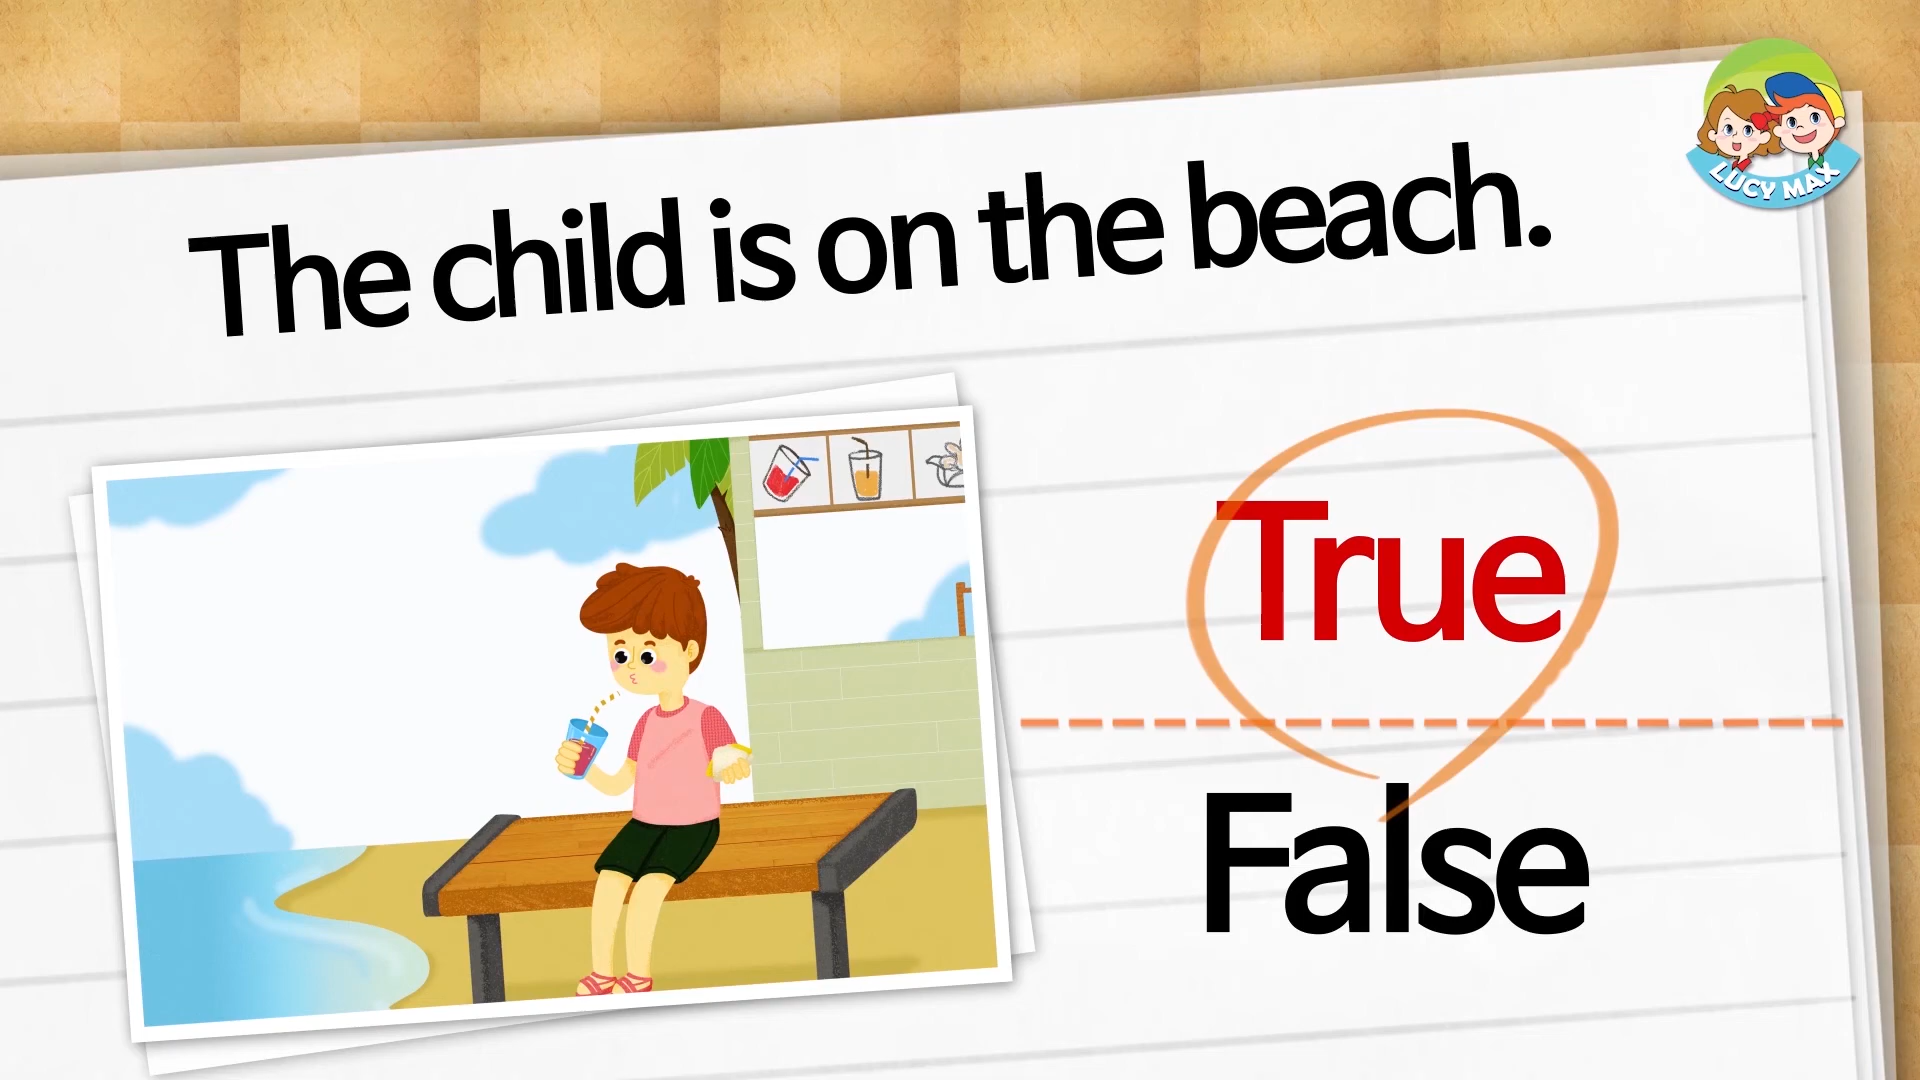 The child is on the beach.
LUCY MAX
True
False